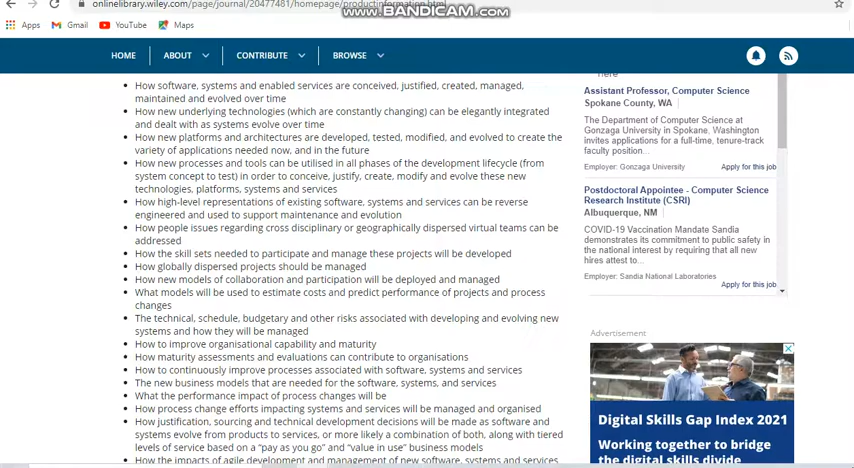 onlinelibrary.wiley.com/page/journal/20477481/homepage/productinformation.html
www.BANDICAM.com
Apps Gmail YouTube Maps
HOME ABOUT CONTRIBUTE BROWSE
How software, systems and enabled services are conceived, justified, created, managed,
maintained and evolved over time
How new underlying technologies (which are constantly changing) can be elegantly integrated
and dealt with as systems evolve over time
How new platforms and architectures are developed, tested, modified, and evolved to create the
variety of applications needed now, and in the future
How new processes and tools can be utilised in all phases of the development lifecycle (from
system concept to test) in order to conceive, justify, create, modify and evolve these new
technologies, platforms, systems and services
How high-level representations of existing software, systems and services can be reverse
engineered and used to support maintenance and evolution
How people issues regarding cross disciplinary or geographically dispersed virtual teams can be
addressed
How the skill sets needed to participate and manage these projects will be developed
How globally dispersed projects should be managed
How new models of collaboration and participation will be deployed and managed
What models will be used to estimate costs and predict performance of projects and process
changes
The technical, schedule, budgetary and other risks associated with developing and evolving new
systems and how they will be managed
How to improve organisational capability and maturity
How maturity assessments and evaluations can contribute to organisations
How to continuously improve processes associated with software, systems and services
The new business models that are needed for the software, systems, and services
What the performance impact of process changes will be
How process change efforts impacting systems and services will be managed and organised
How justification, sourcing and technical development decisions will be made as software and
systems evolve from products to services, or more likely a combination of both, along with tiered
levels of service based on a “pay as you go” and “value in use” business models
How the impacts of agile development and management of new software, systems and services
here
Assistant Professor, Computer Science
Spokane County, WA
The Department of Computer Science at
Gonzaga University in Spokane, Washington
invites applications for a full-time, tenure-track
faculty position...
Employer: Gonzaga University Apply for this job
Postdoctoral Appointee - Computer Science
Research Institute (CSRI)
Albuquerque, NM
COVID-19 Vaccination Mandate Sandia
demonstrates its commitment to public safety in
the national interest by requiring that all new
hires attest to...
Employer: Sandia National Laboratories
Apply for this job
Advertisement
Digital Skills Gap Index 2021
Working together to bridge
the digital skills divide